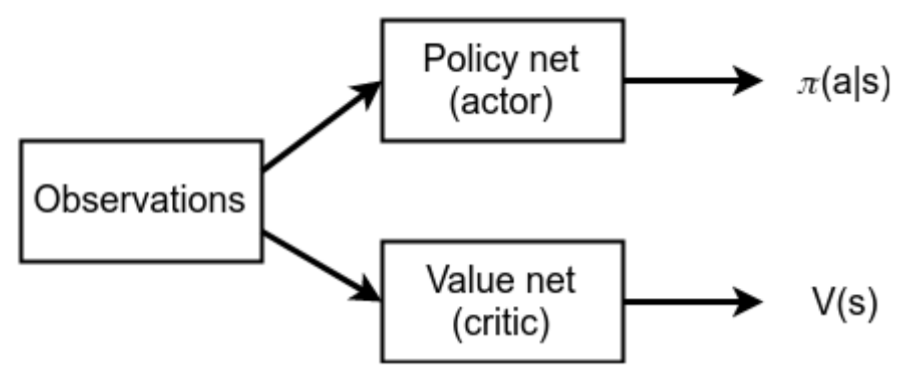 Observations
Policy net
(actor)
π(a|s)
Value net
(critic)
V(s)